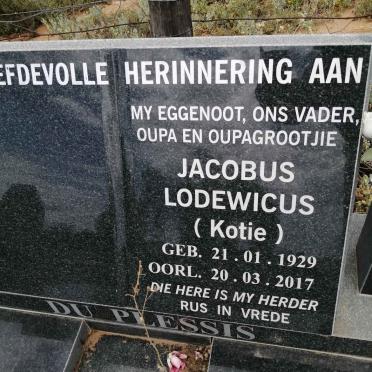 EFDEVOLLE HERINNERING AAN
MY EGGENOOT, ONS VADER,
OUPA EN OUPAGROOTJIE
JACOBUS
LODEWICUS
( Kotie )
GEB. 21 . 01 . 1929
OORL. 20 . 03 . 2017
DIE HERE IS MY HERDER
RUS IN VREDE
DU PLESSIS